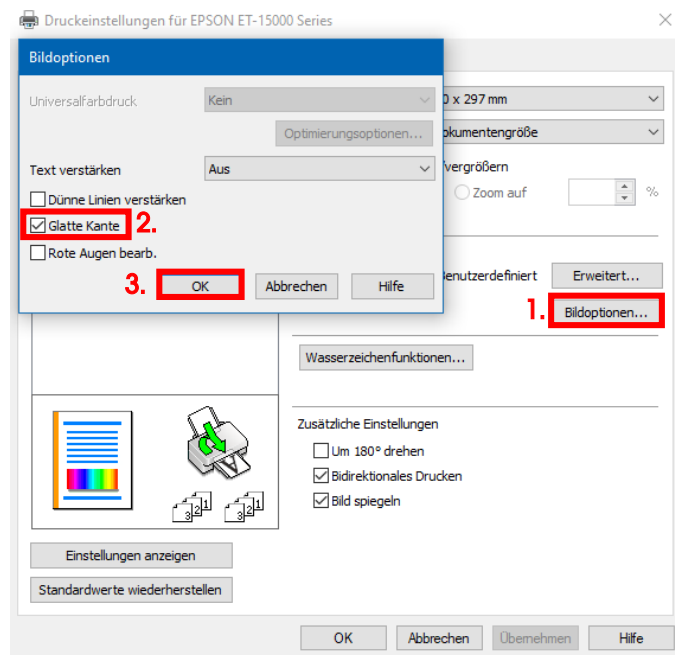 Druckeinstellungen für EPSON ET-15000 Series
Bildoptionen
Universalfarbdruck Kein
Optimierungsoptionen...
Text verstärken Aus
Dünne Linien verstärken
Glatte Kante 2.
Rote Augen bearb.
3. OK Abbrechen Hilfe
x 297 mm
vergrößern
Zoom auf %
Erweitert...
1. Bildoptionen...
Wasserzeichenfunktionen...
Zusätzliche Einstellungen
Um 180° drehen
Bidirektionales Drucken
Bild spiegeln
3 2 1 3 2 1
Einstellungen anzeigen
Standardwerte wiederherstellen
OK Abbrechen Übernehmen Hilfe